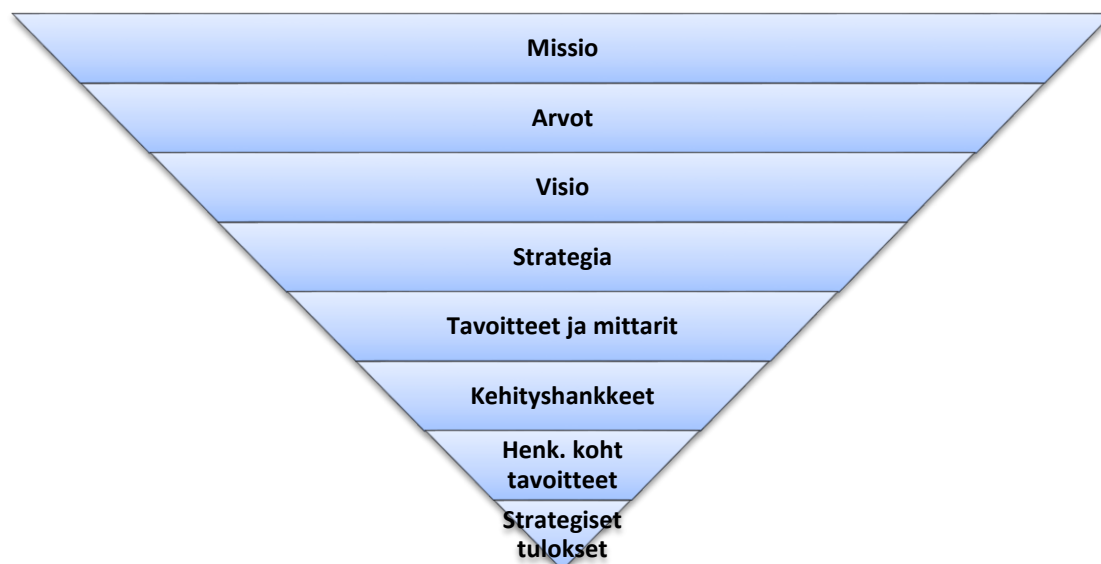 Missio
Arvot
Visio
Strategia
Tavoitteet ja mittarit
Kehityshankkeet
Henk. koht
tavoitteet
Strategiset
tulokset